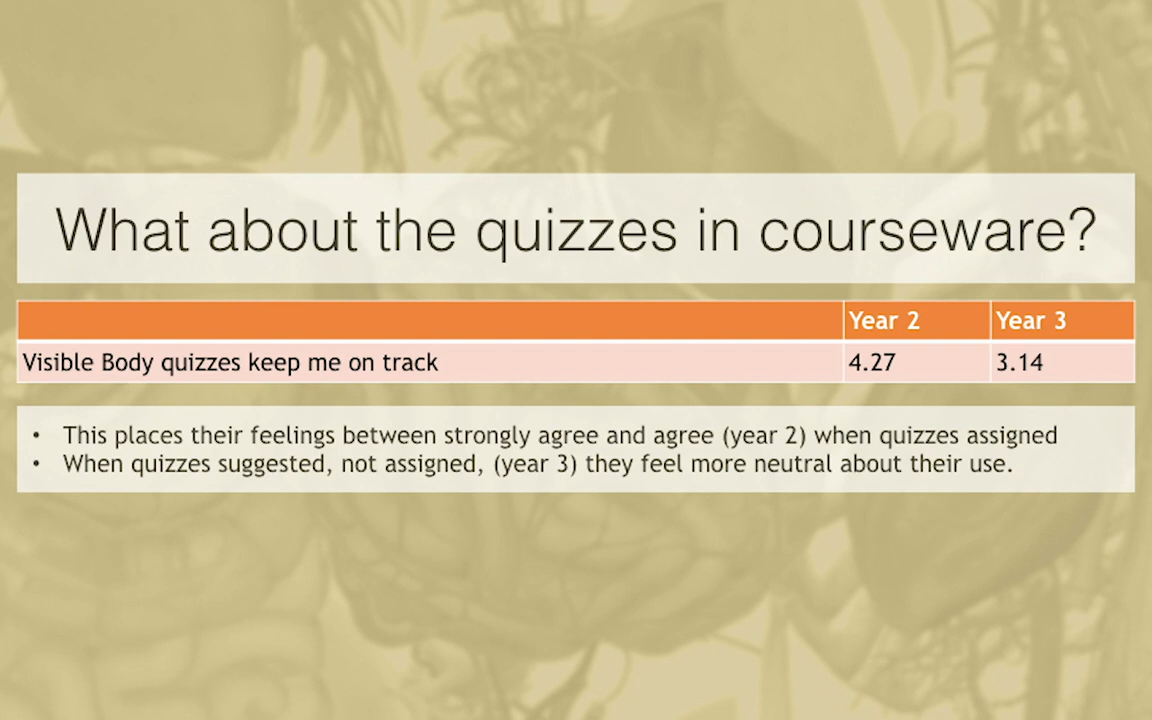 What about the quizzes in courseware?
Year 2 Year 3
Visible Body quizzes keep me on track 4.27 3.14
• This places their feelings between strongly agree and agree (year 2) when quizzes assigned
• When quizzes suggested, not assigned, (year 3) they feel more neutral about their use.